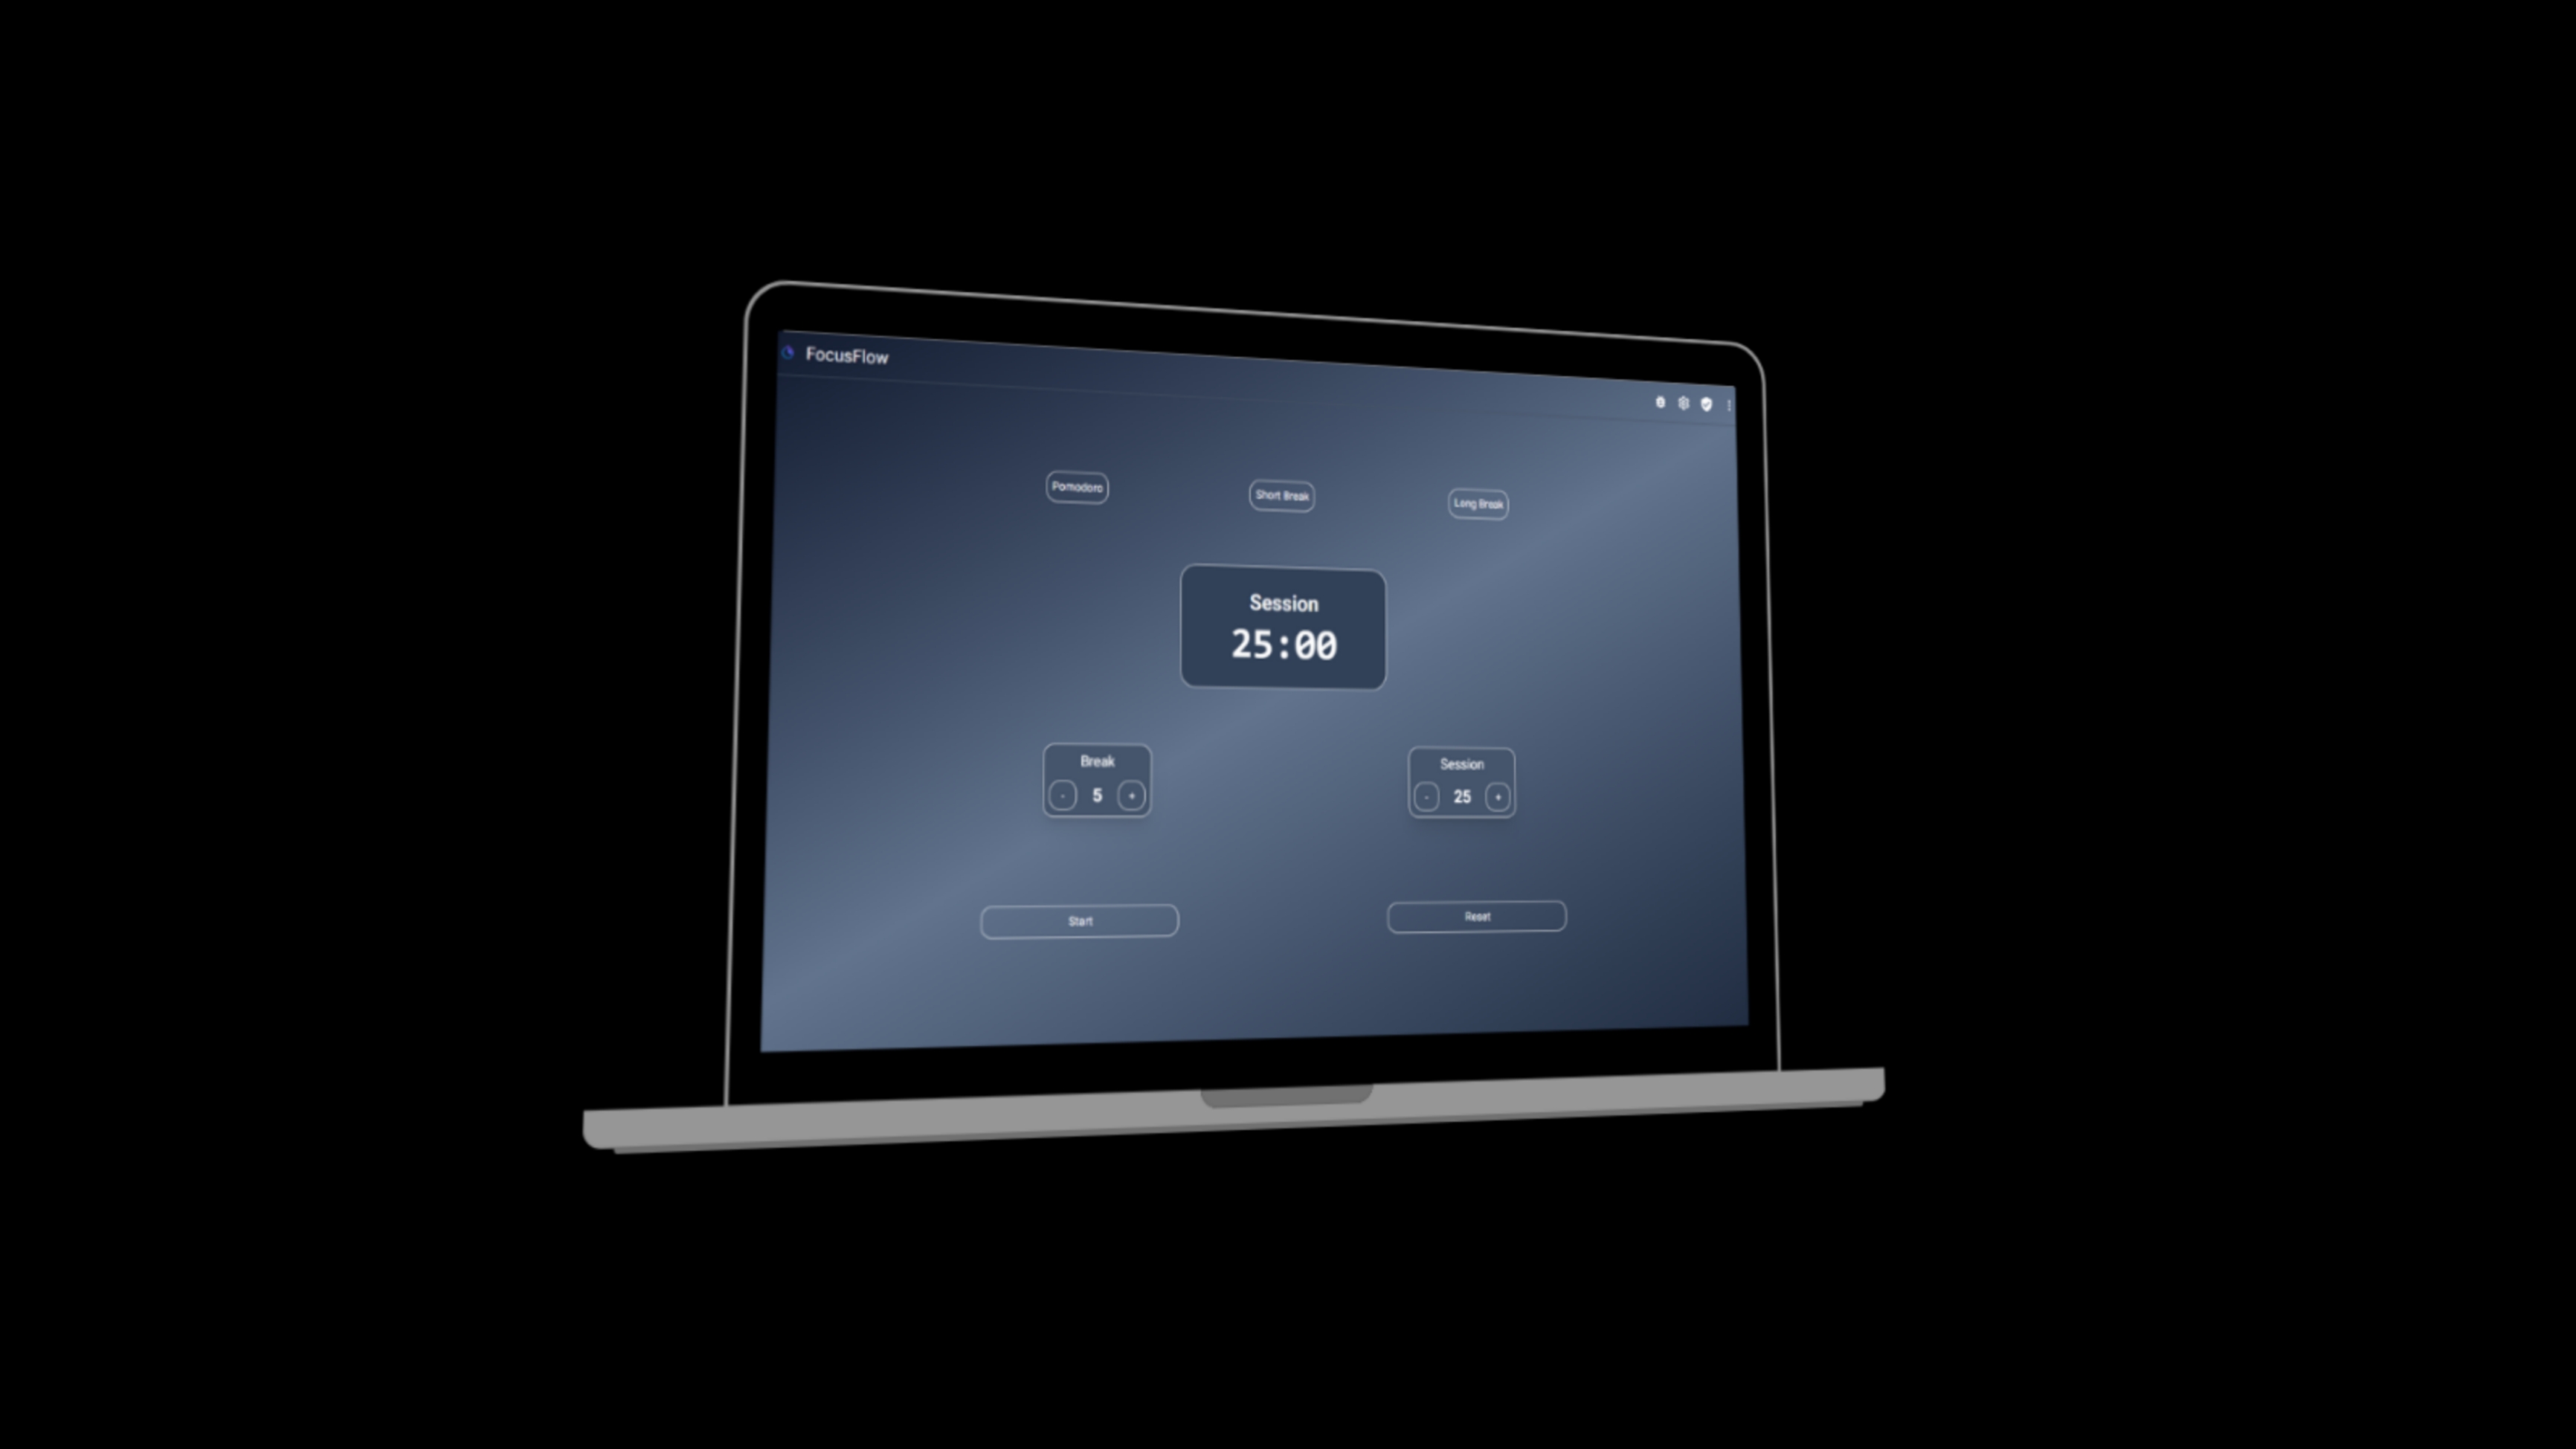 FocusFlow
Pomodoro
Short Break
Long Break
Session
25:00
Break
- 5 +
Session
- 25 +
Start
Reset